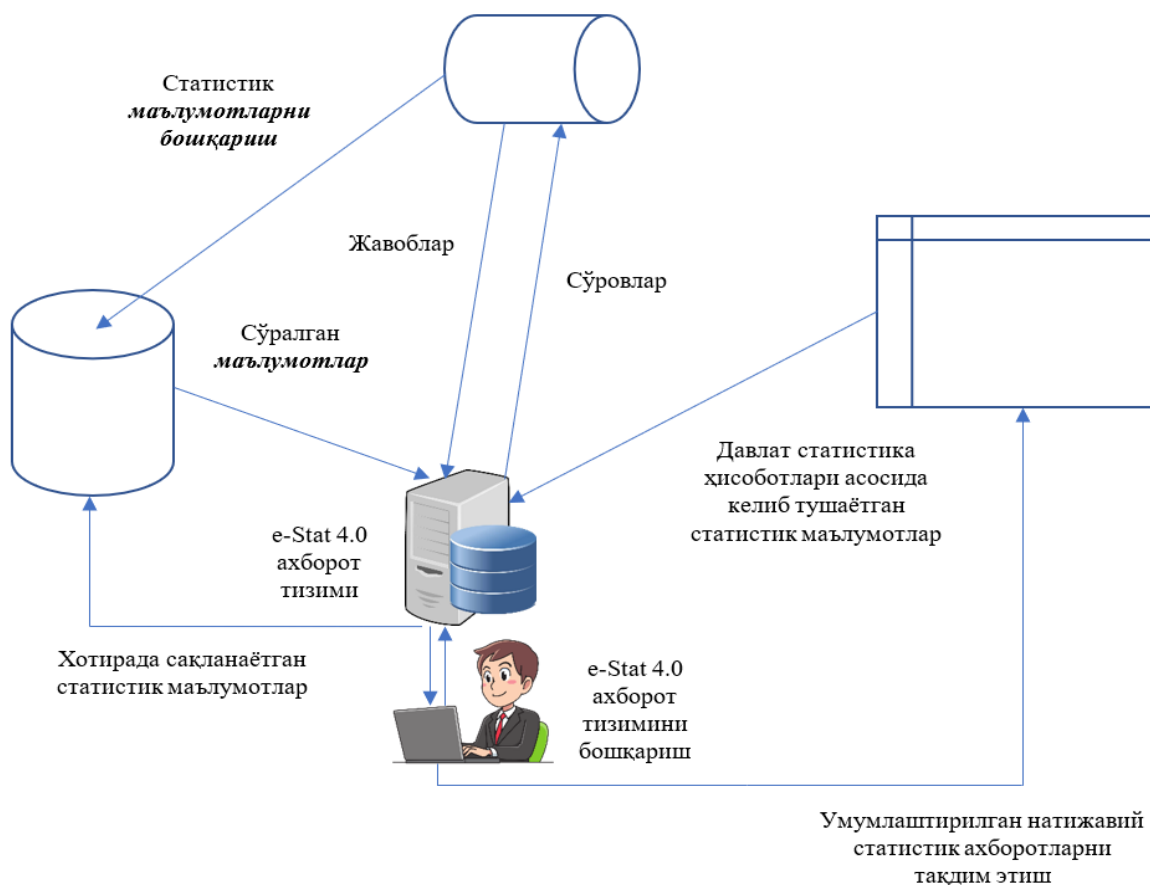 Статистик
маълумотларни
бошқариш
Жавоблар
Сўровлар
Сўралган
маълумотлар
Давлат статистика
ҳисоботлари асосида
келиб тушаётган
статистик маълумотлар
e-Stat 4.0
ахборот
тизими
Хотирада сақланаётган
статистик маълумотлар
e-Stat 4.0
ахборот
тизимини
бошқариш
Умумлаштирилган натижавий
статистик ахборотларни
тақдим этиш